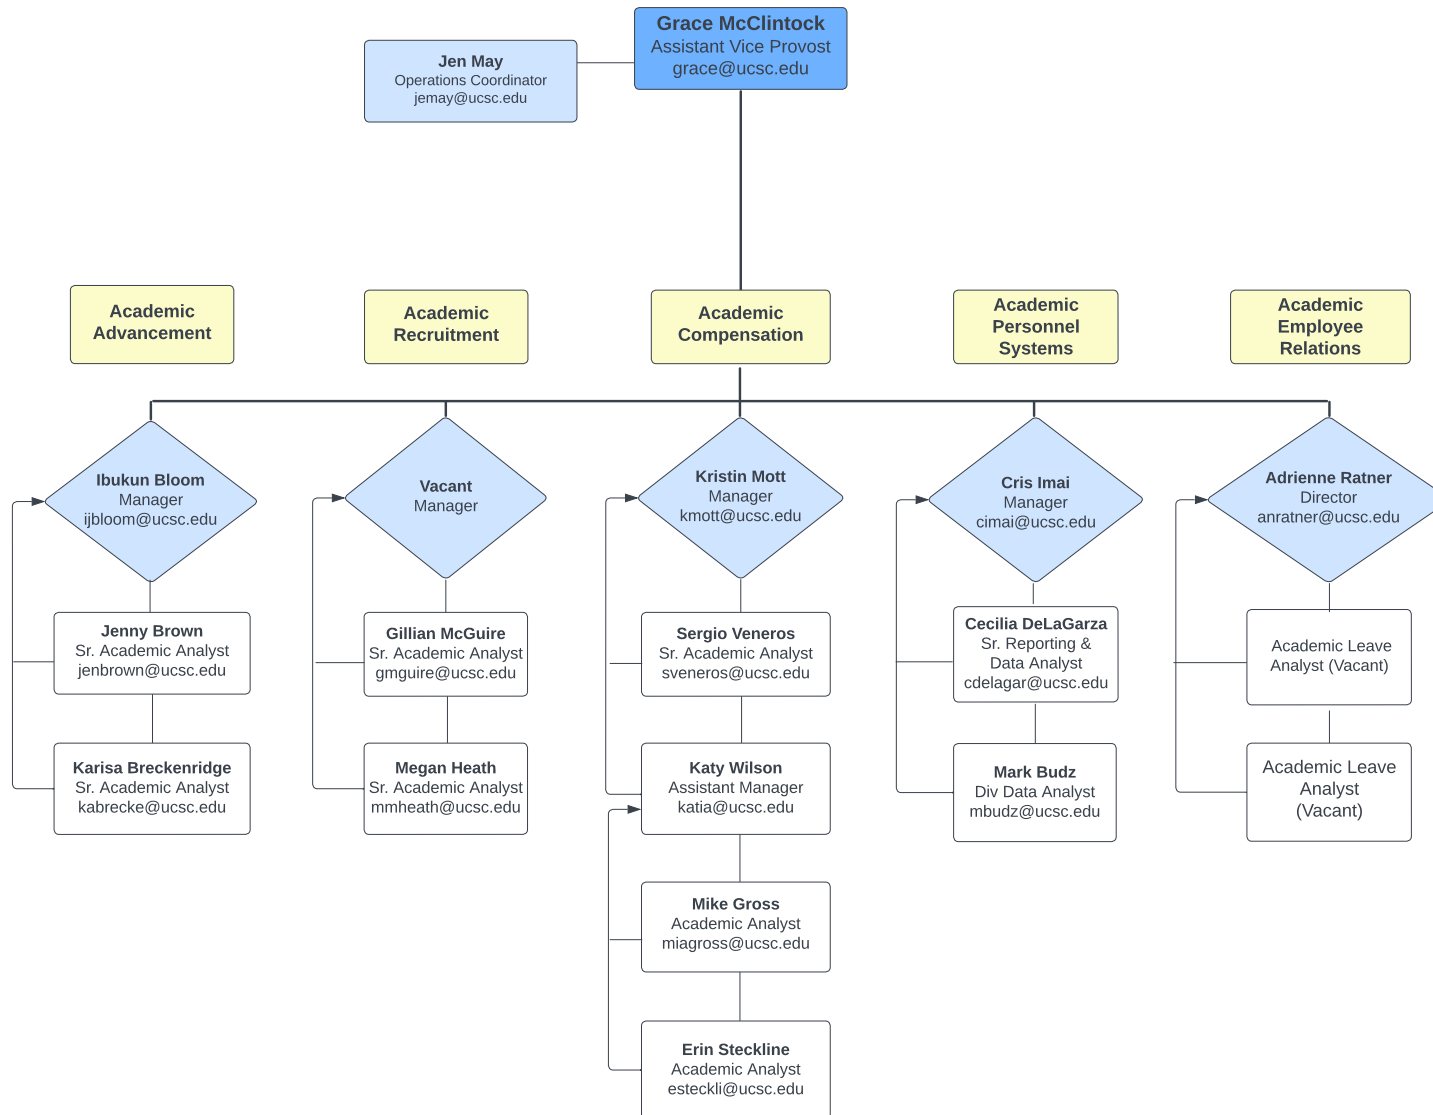 Grace McClintock
Assistant Vice Provost
grace@ucsc.edu
Jen May
Operations Coordinator
jemay@ucsc.edu
Academic
Advancement
Academic
Recruitment
Academic
Compensation
Academic
Personnel
Systems
Academic
Employee
Relations
Ibukun Bloom
Manager
ijbloom@ucsc.edu
Vacant
Manager
Kristin Mott
Manager
kmott@ucsc.edu
Cris Imai
Manager
cimai@ucsc.edu
Adrienne Ratner
Director
anratner@ucsc.edu
Jenny Brown
Sr. Academic Analyst
jenbrown@ucsc.edu
Gillian McGuire
Sr. Academic Analyst
gmguire@ucsc.edu
Sergio Veneros
Sr. Academic Analyst
sveneros@ucsc.edu
Cecilia DeLaGarza
Sr. Reporting &
Data Analyst
cdelagar@ucsc.edu
Academic Leave
Analyst (Vacant)
Karisa Breckenridge
Sr. Academic Analyst
kabrecke@ucsc.edu
Megan Heath
Sr. Academic Analyst
mmheath@ucsc.edu
Katy Wilson
Assistant Manager
katia@ucsc.edu
Mark Budz
Div Data Analyst
mbudz@ucsc.edu
Academic Leave
Analyst
(Vacant)
Mike Gross
Academic Analyst
miagross@ucsc.edu
Erin Steckline
Academic Analyst
esteckli@ucsc.edu